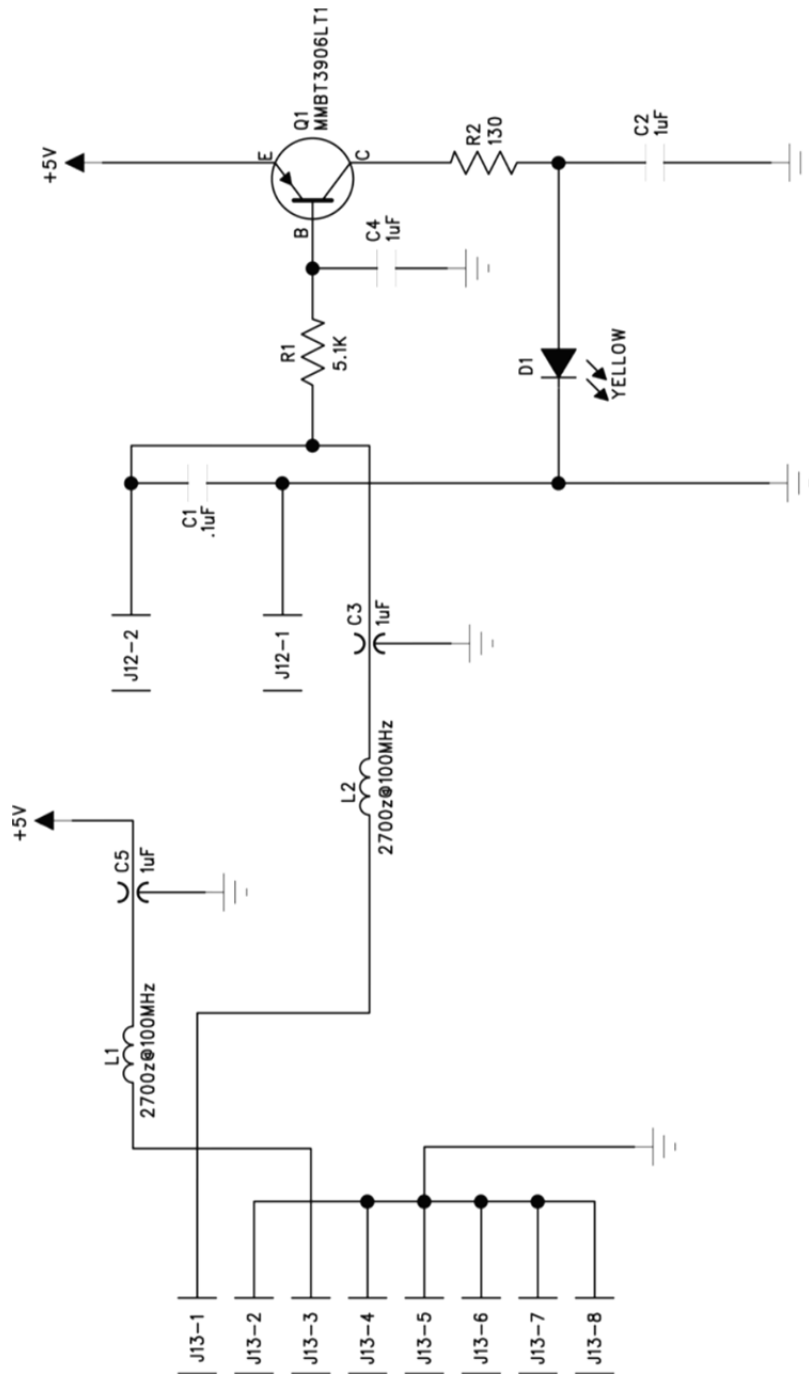 +5V
Q1
MMBT3906LT1
E
B
C
R2
130
C2
1uF
C4
1uF
R1
5.1K
D1
YELLOW
C1
.1uF
J12-2
J12-1
C3
1uF
L2
2700z@100MHz
+5V
C5
1uF
L1
2700z@100MHz
J13-1
J13-2
J13-3
J13-4
J13-5
J13-6
J13-7
J13-8